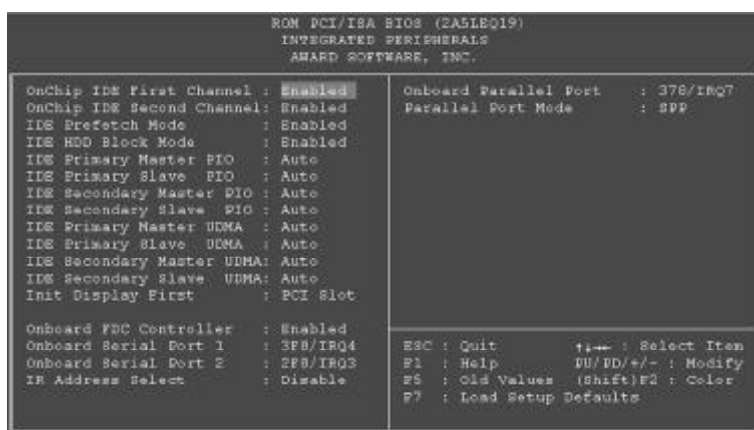 ROM PCI/ISA BIOS (2A5LEQ19)
INTEGRATED PERIPHERALS
AWARD SOFTWARE, INC.
OnChip IDE First Channel : Enabled
OnChip IDE Second Channel: Enabled
IDE Prefetch Mode : Enabled
IDE HDD Block Mode : Enabled
IDE Primary Master PIO : Auto
IDE Primary Slave PIO : Auto
IDE Secondary Master PIO : Auto
IDE Secondary Slave PIO : Auto
IDE Primary Master UDMA : Auto
IDE Primary Slave UDMA : Auto
IDE Secondary Master UDMA: Auto
IDE Secondary Slave UDMA: Auto
Init Display First : PCI Slot
Onboard FDC Controller : Enabled
Onboard Serial Port 1 : 3F8/IRQ4
Onboard Serial Port 2 : 2F8/IRQ3
IR Address Select : Disable
Onboard Parallel Port : 378/IRQ7
Parallel Port Mode : SPP
ESC : Quit ↑↓→← : Select Item
F1 : Help PU/PD/+/- : Modify
F5 : Old Values (Shift)F2 : Color
F7 : Load Setup Defaults